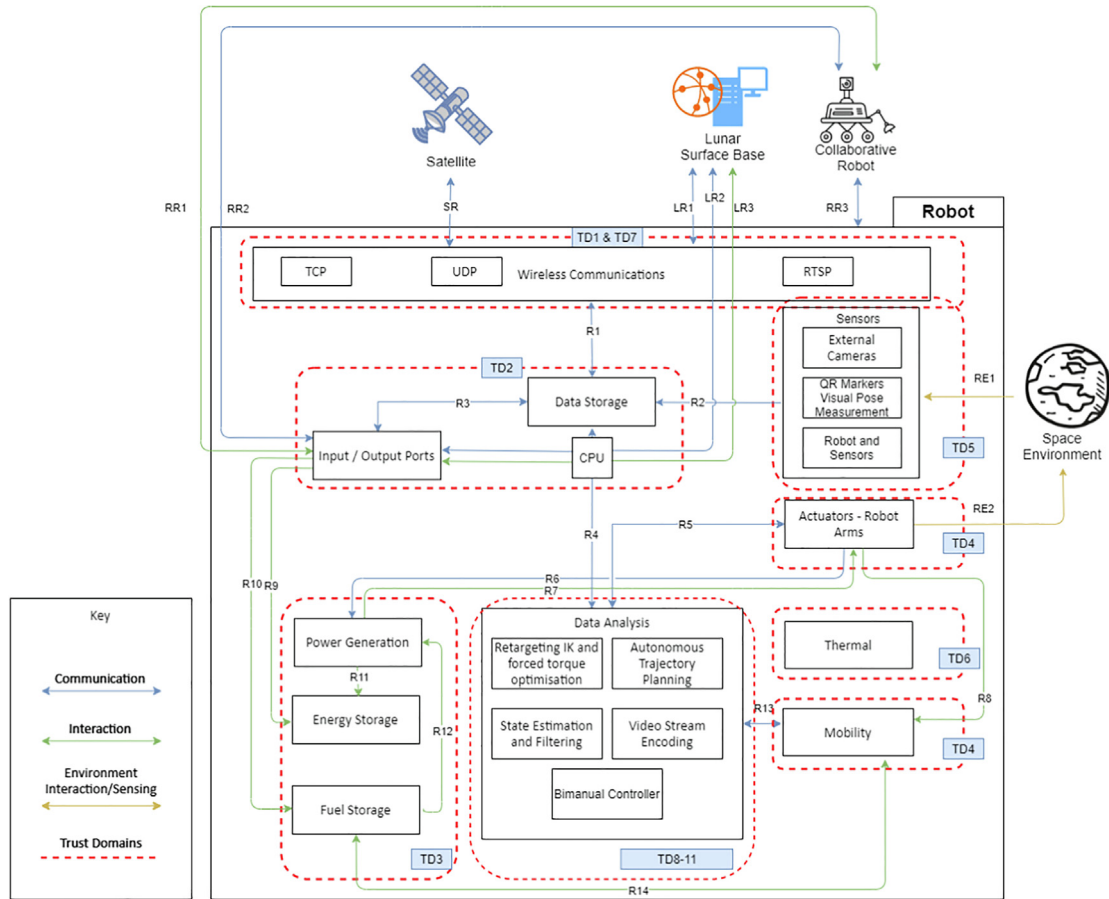 Satellite
Lunar
Surface Base
Collaborative
Robot
RR1
RR2
SR
LR1
LR2
LR3
RR3
Robot
TD1 & TD7
TCP
UDP
Wireless Communications
RTSP
R1
Sensors
External
Cameras
QR Markers
Visual Pose
Measurement
Robot and
Sensors
TD5
RE1
Space
Environment
TD2
R3
Data Storage
R2
Input / Output Ports
CPU
R4
R5
Actuators - Robot
Arms
RE2
TD4
R10
R9
R6
R7
Power Generation
R11
Energy Storage
R12
Fuel Storage
TD3
Data Analysis
Retargeting IK and
forced torque
optimisation
Autonomous
Trajectory
Planning
State Estimation
and Filtering
Video Stream
Encoding
Bimanual Controller
TD8-11
Thermal
TD6
R8
R13
Mobility
TD4
R14
Key
Communication
Interaction
Environment
Interaction/Sensing
Trust Domains